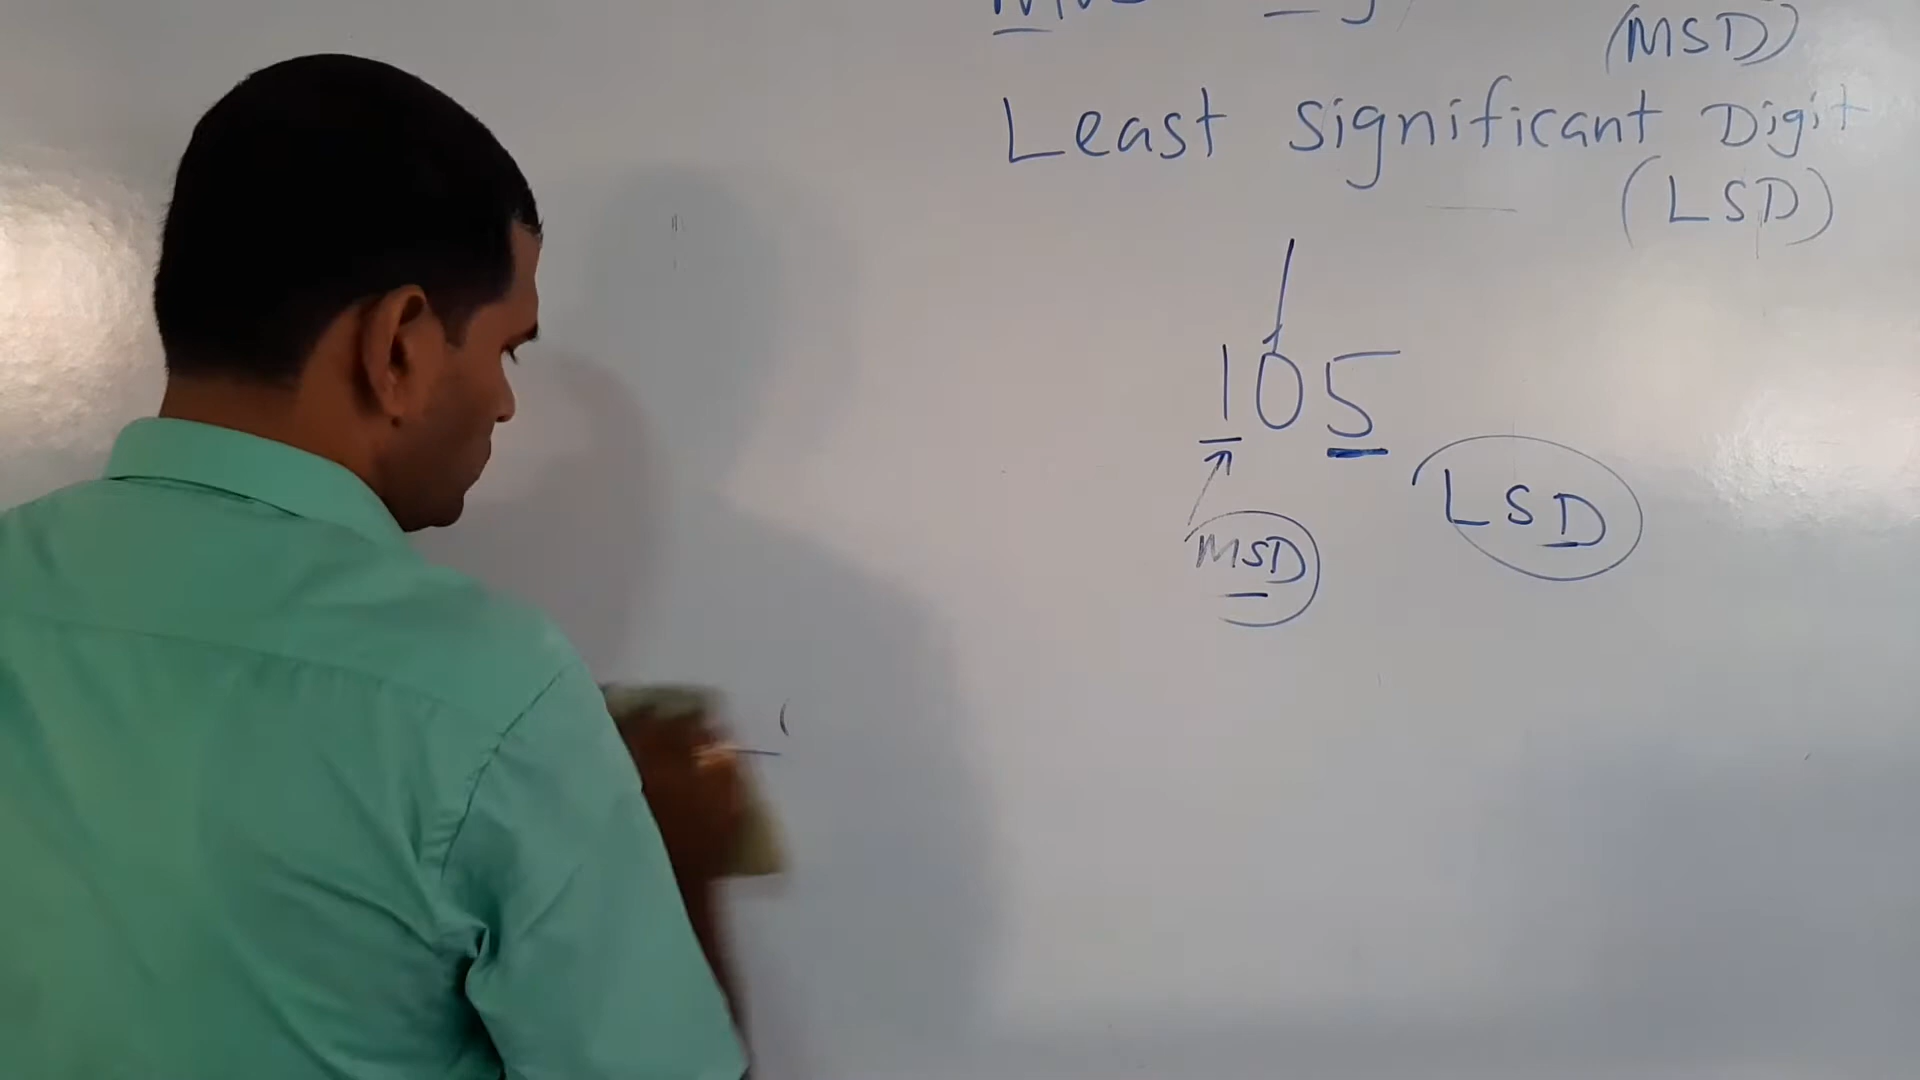 (MSD)
Least significant Digit
(LSD)
105
LSD
MSD